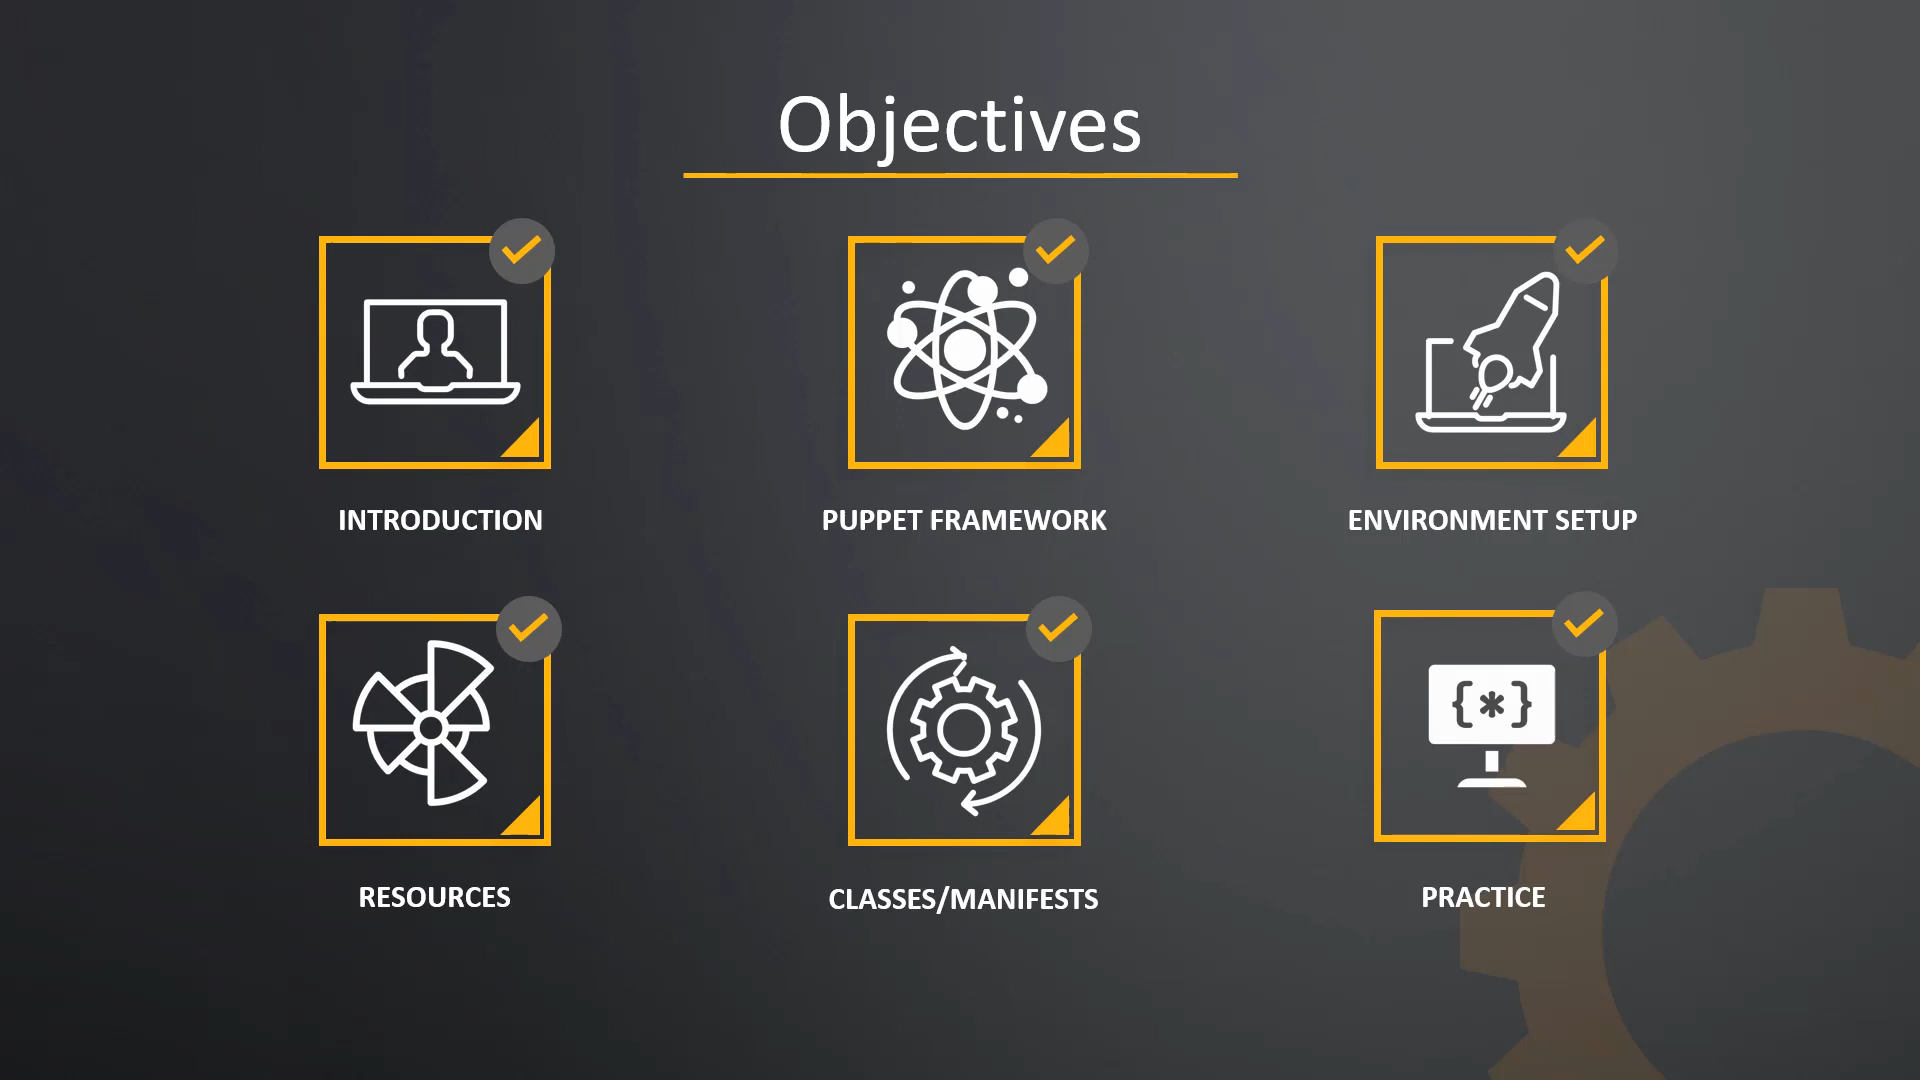 Objectives
INTRODUCTION
PUPPET FRAMEWORK
ENVIRONMENT SETUP
{*}
RESOURCES
CLASSES/MANIFESTS
PRACTICE